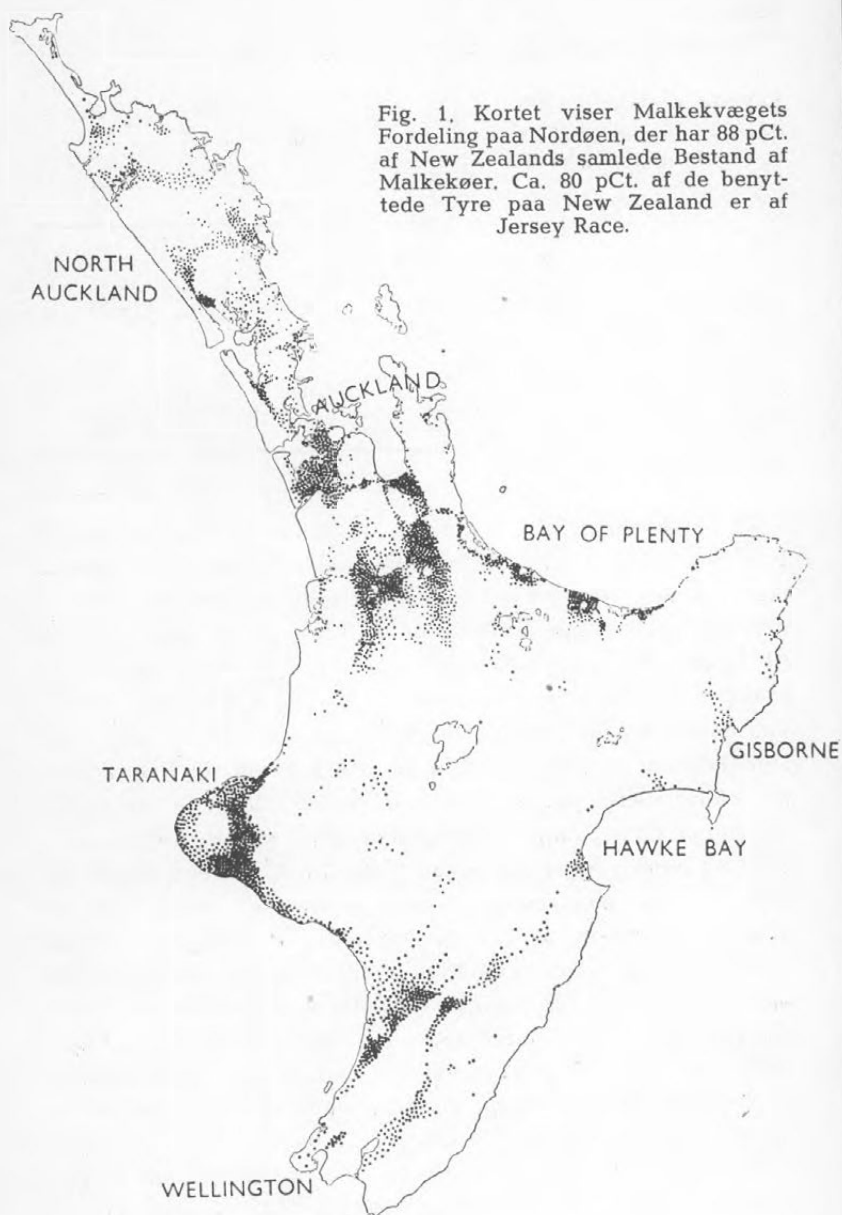 Fig. 1. Kortet viser Malkekvægets
Fordeling paa Nordøen, der har 88 pCt.
af New Zealands samlede Bestand af
Malkekøer. Ca. 80 pCt. af de benyt-
tede Tyre paa New Zealand er af
Jersey Race.
NORTH
AUCKLAND
AUCKLAND
BAY OF PLENTY
TARANAKI
GISBORNE
HAWKE BAY
WELLINGTON